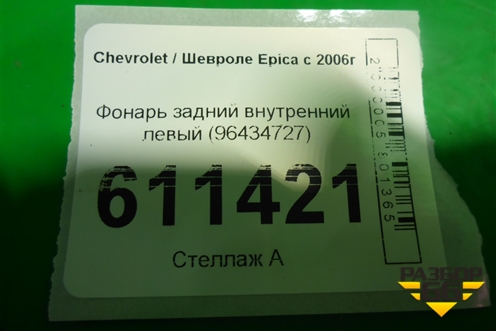 Chevrolet / Шевроле Epica с 2006г
Фонарь задний внутренний
левый (96434727)
611421
Стеллаж А
РАЗБОР